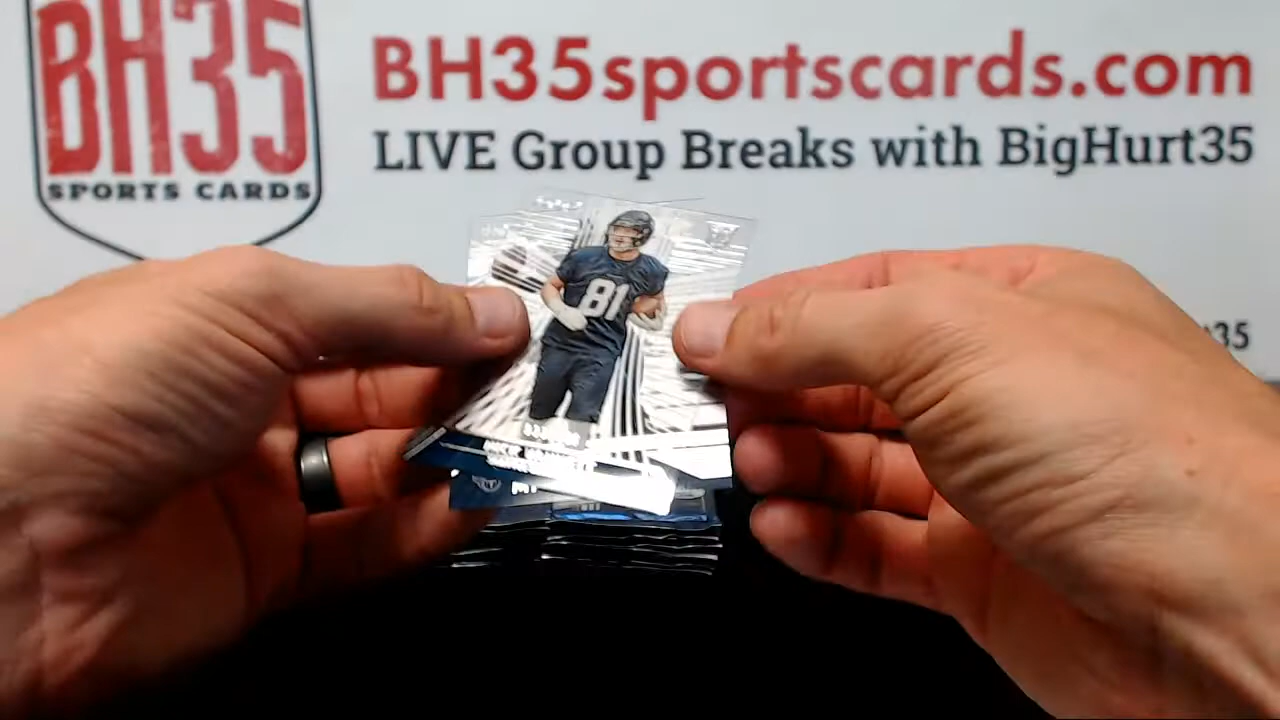 BH35
SPORTS CARDS
BH35sportscards.com
LIVE Group Breaks with BigHurt35
81
35